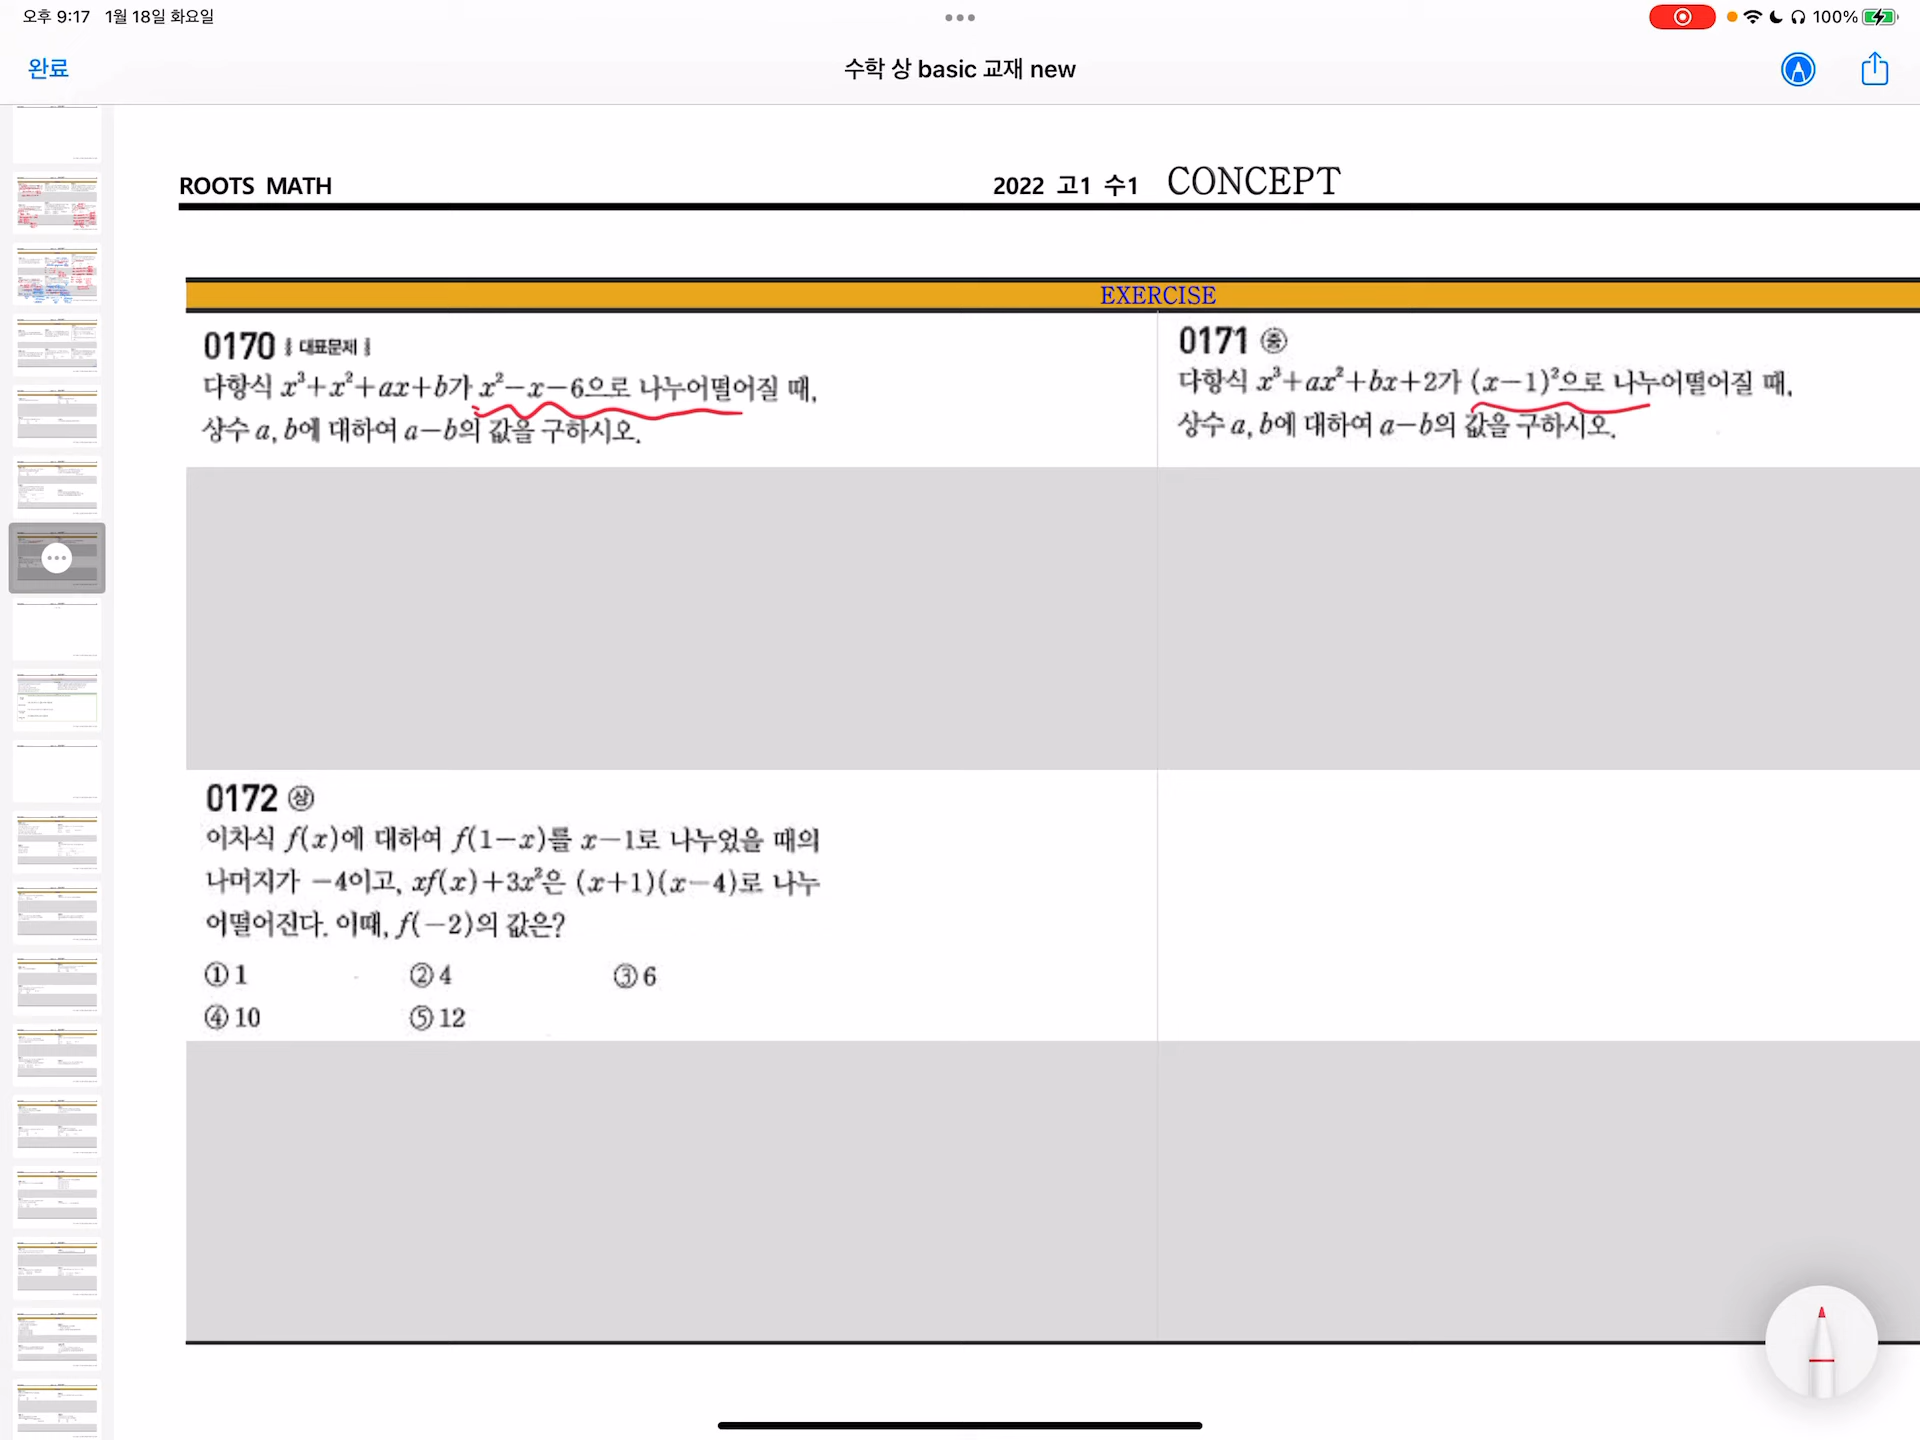 오후 9:17 1월 18일 화요일
100%
완료
수학 상 basic 교재 new
ROOTS MATH
2022 고1 수1 CONCEPT
EXERCISE
0170 대표문제
다항식 x³+x²+ax+b가 x²-x-6으로 나누어떨어질 때,
상수 a, b에 대하여 a-b의 값을 구하시오.
0171 중
다항식 x³+ax²+bx+2가 (x-1)²으로 나누어떨어질 때,
상수 a, b에 대하여 a-b의 값을 구하시오.
0172 상
이차식 f(x)에 대하여 f(1-x)를 x-1로 나누었을 때의
나머지가 -4이고, xf(x)+3x²은 (x+1)(x-4)로 나누
어떨어진다. 이때, f(-2)의 값은?
① 1 ② 4 ③ 6
④ 10 ⑤ 12